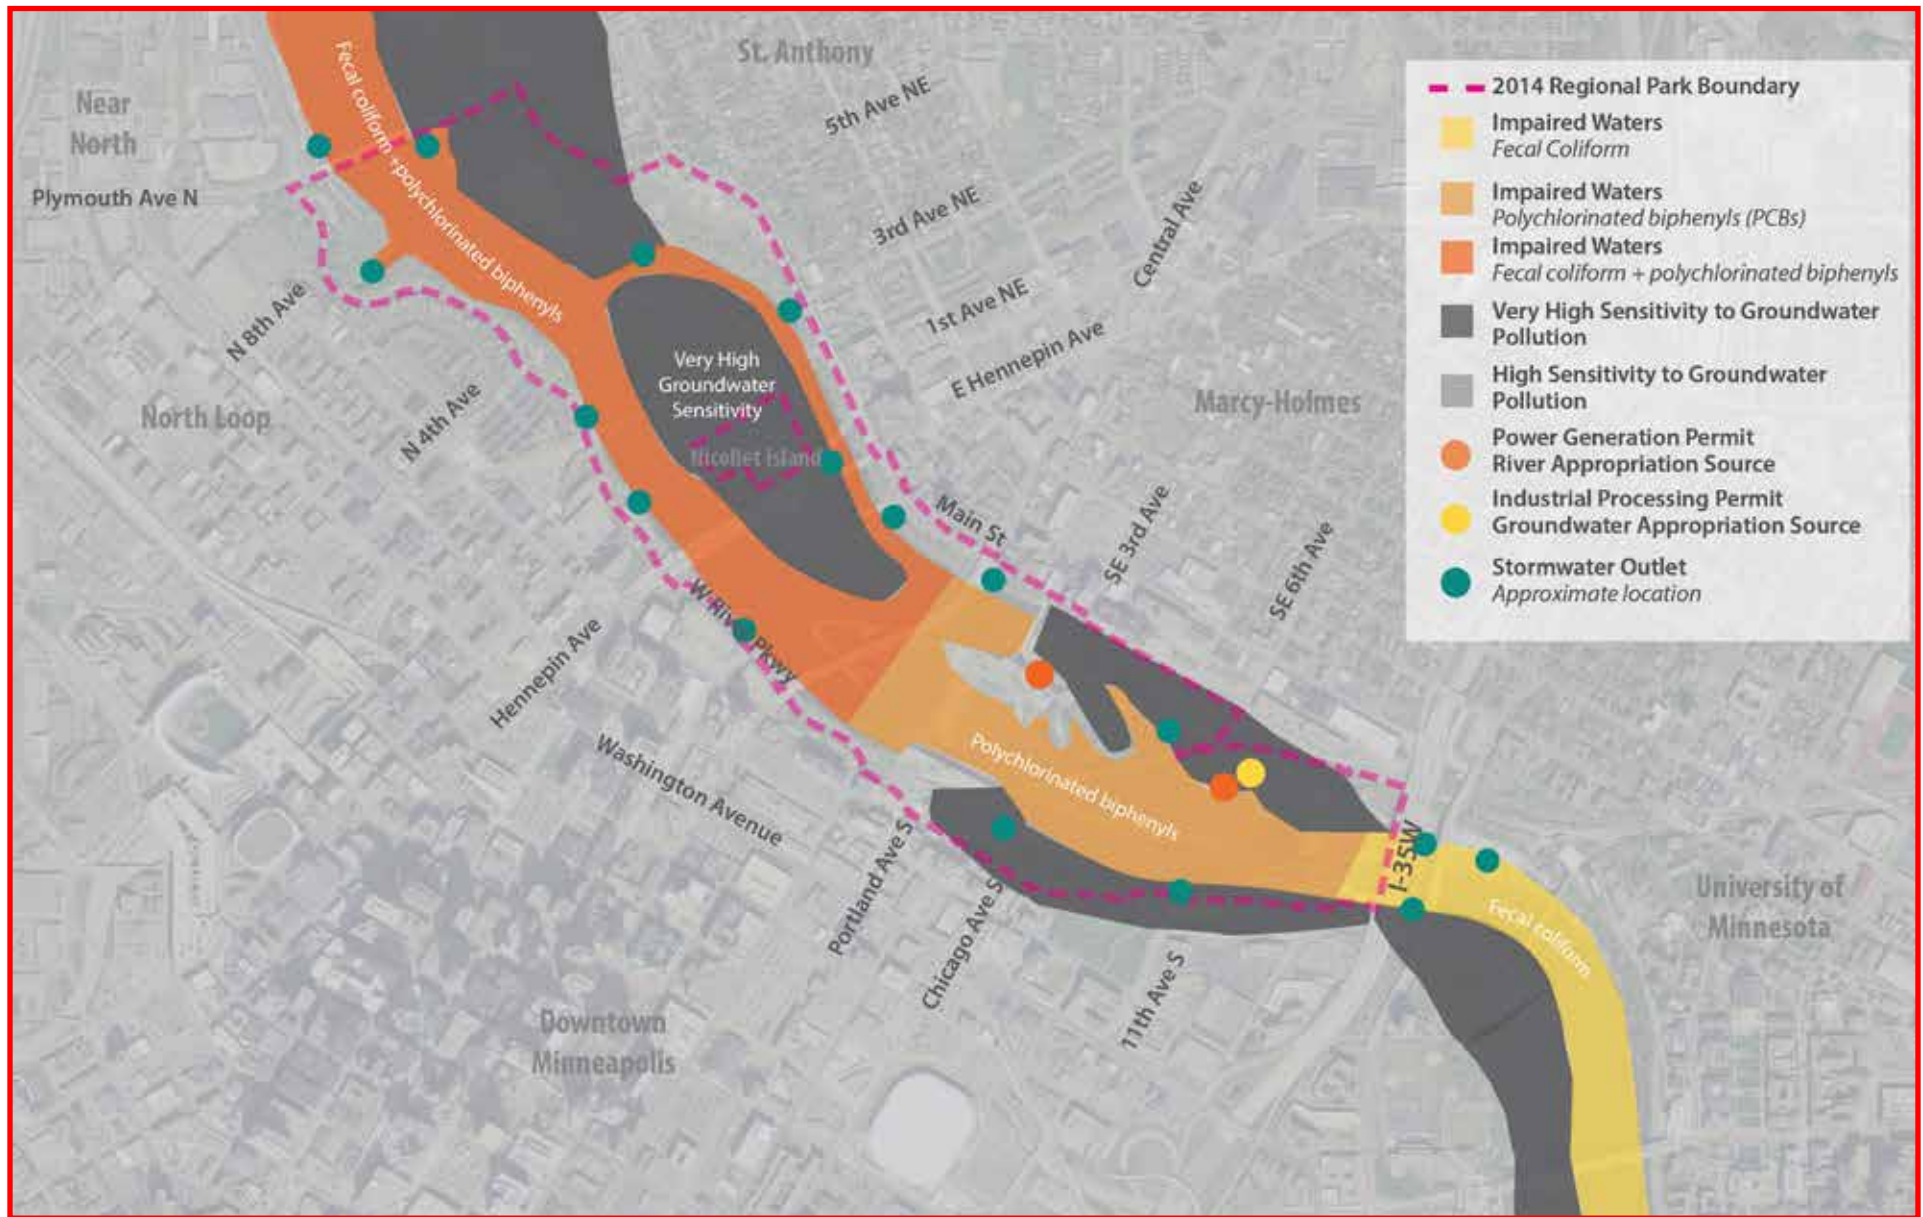 St. Anthony
Near
North
Plymouth Ave N
5th Ave NE
3rd Ave NE
Central Ave
1st Ave NE
E Hennepin Ave
Marcy-Holmes
Fecal coliform + polychlorinated biphenyls
N 8th Ave
North Loop
N 4th Ave
Very High
Groundwater
Sensitivity
Nicollet Island
Main St
SE 3rd Ave
SE 6th Ave
W River Pkwy
Hennepin Ave
Washington Avenue
Polychlorinated biphenyls
Portland Ave S
Chicago Ave S
11th Ave S
I-35W
Fecal coliform
University of
Minnesota
Downtown
Minneapolis
2014 Regional Park Boundary
Impaired Waters
Fecal Coliform
Impaired Waters
Polychlorinated biphenyls (PCBs)
Impaired Waters
Fecal coliform + polychlorinated biphenyls
Very High Sensitivity to Groundwater
Pollution
High Sensitivity to Groundwater
Pollution
Power Generation Permit
River Appropriation Source
Industrial Processing Permit
Groundwater Appropriation Source
Stormwater Outlet
Approximate location